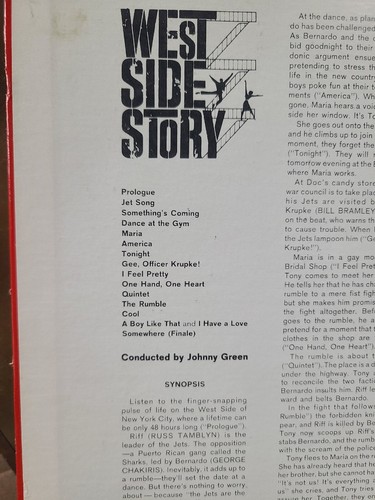 WEST
SIDE
STORY
Prologue
Jet Song
Something's Coming
Dance at the Gym
Maria
America
Tonight
Gee, Officer Krupke!
I Feel Pretty
One Hand, One Heart
Quintet
The Rumble
Cool
A Boy Like That and I Have a Love
Somewhere (Finale)
Conducted by Johnny Green
SYNOPSIS
Listen to the finger-snapping
pulse of life on the West Side of
New York City, where a lifetime can
be only 48 hours long ("Prologue").
Riff (RUSS TAMBLYN) is the
leader of the Jets. The opposition
—a Puerto Rican gang called the
Sharks, led by Bernardo (GEORGE
CHAKIRIS). Inevitably, it adds up to
a rumble—they'll set the date at a
dance. But there's nothing to worry
about — because "the Jets are the
At the dance, as plan
do has been challenged
As Bernardo and the
bid goodnight to their
donic argument ensue
pretending to stress th
life in the new country
boys poke fun at their t
ments ("America"). Wh
gone. Maria hears a voic
side her window. It's To
She goes out onto the
and he climbs up to join
moment, they forget the
("Tonight"). They will
tomorrow evening at the B
where Maria works.
At Doc's candy store
war council is to take pla
his Jets are visited b
Krupke (BILL BRAMLEY
on the beat, who warns th
to cause trouble. When
the Jets lampoon him ("G
Krupke!").
Maria is in a gay mo
Bridal Shop ("I Feel Pret
Tony comes to meet her
He tells her that he has cha
rumble to a mere fist figh
but she makes him promis
the fight altogether. Befo
goes to the rumble, he a
pretend for a moment that t
clothes in the shop are
("One Hand, One Heart")
The rumble is about t
("Quintet"). The place is a d
under the highway. Tony
to reconcile the two facti
Bernardo insults him. Riff le
ward and belts Bernardo.
In the fight that follows
Rumble") the forbidden kni
pear, and Riff is killed by Be
Tony now scoops up Riff's
stabs Bernardo, and the rumb
with the scream of the police
Tony flees to Maria on the r
She has already heard that he
her brother, but she cannot ha
"It's not us! It's everything a
us" she cries, and Tony tries